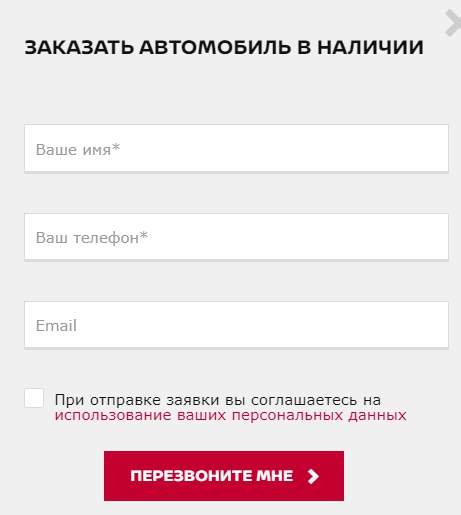 ЗАКАЗАТЬ АВТОМОБИЛЬ В НАЛИЧИИ
Ваше имя*
Ваш телефон*
Email
При отправке заявки вы соглашаетесь на
использование ваших персональных данных
ПЕРЕЗВОНИТЕ МНЕ